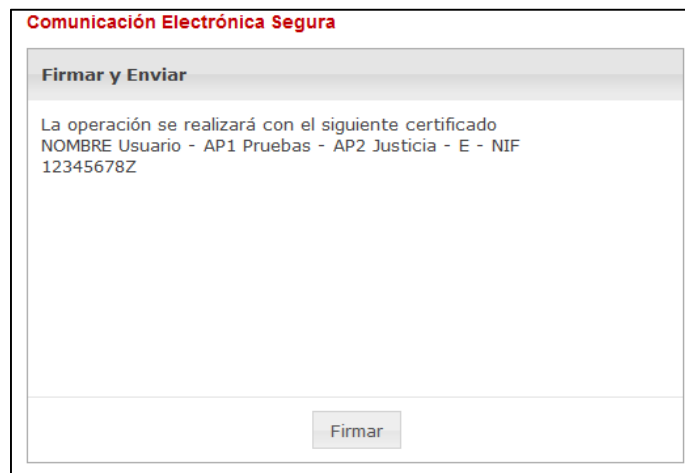 Comunicación Electrónica Segura
Firmar y Enviar
La operación se realizará con el siguiente certificado
NOMBRE Usuario - AP1 Pruebas - AP2 Justicia - E - NIF
12345678Z
Firmar